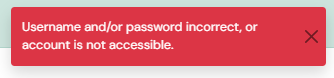 Username and/or password incorrect, or
account is not accessible.